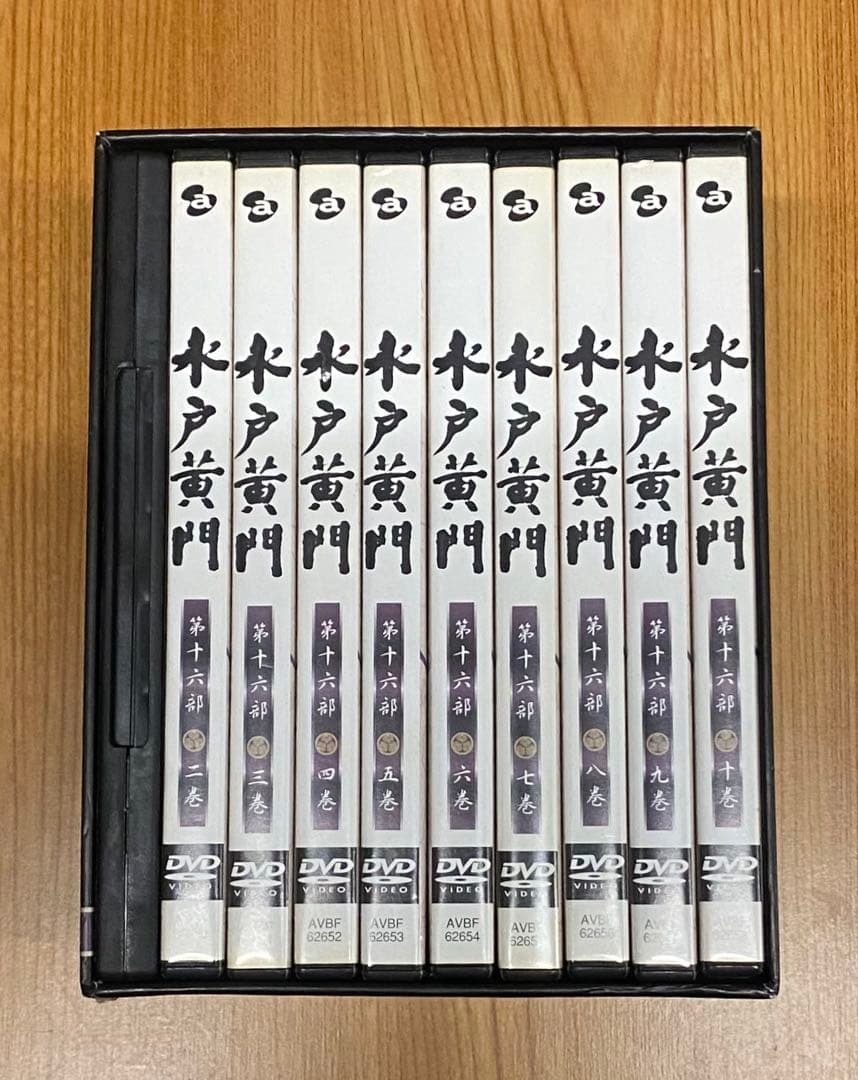 a
水戸黄門
第十六部
二巻
DVD
VIDEO
a
水戸黄門
第十六部
三巻
DVD
VIDEO
a
水戸黄門
第十六部
四巻
DVD
VIDEO
AVBF
62652
a
水戸黄門
第十六部
五巻
DVD
VIDEO
AVBF
62653
a
水戸黄門
第十六部
六巻
DVD
VIDEO
AVBF
62654
a
水戸黄門
第十六部
七巻
DVD
VIDEO
a
水戸黄門
第十六部
八巻
DVD
VIDEO
a
水戸黄門
第十六部
九巻
DVD
VIDEO
a
水戸黄門
第十六部
十巻
DVD
VIDEO